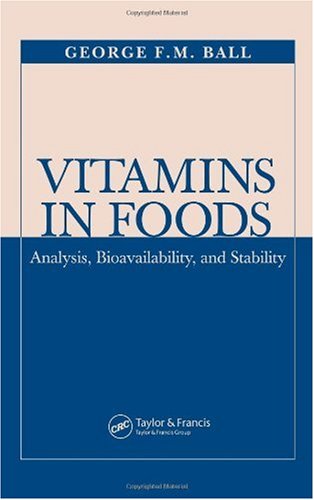 GEORGE F.M. BALL
VITAMINS
IN FOODS
Analysis, Bioavailability, and Stability
CRC
Taylor & Francis
Taylor & Francis Group